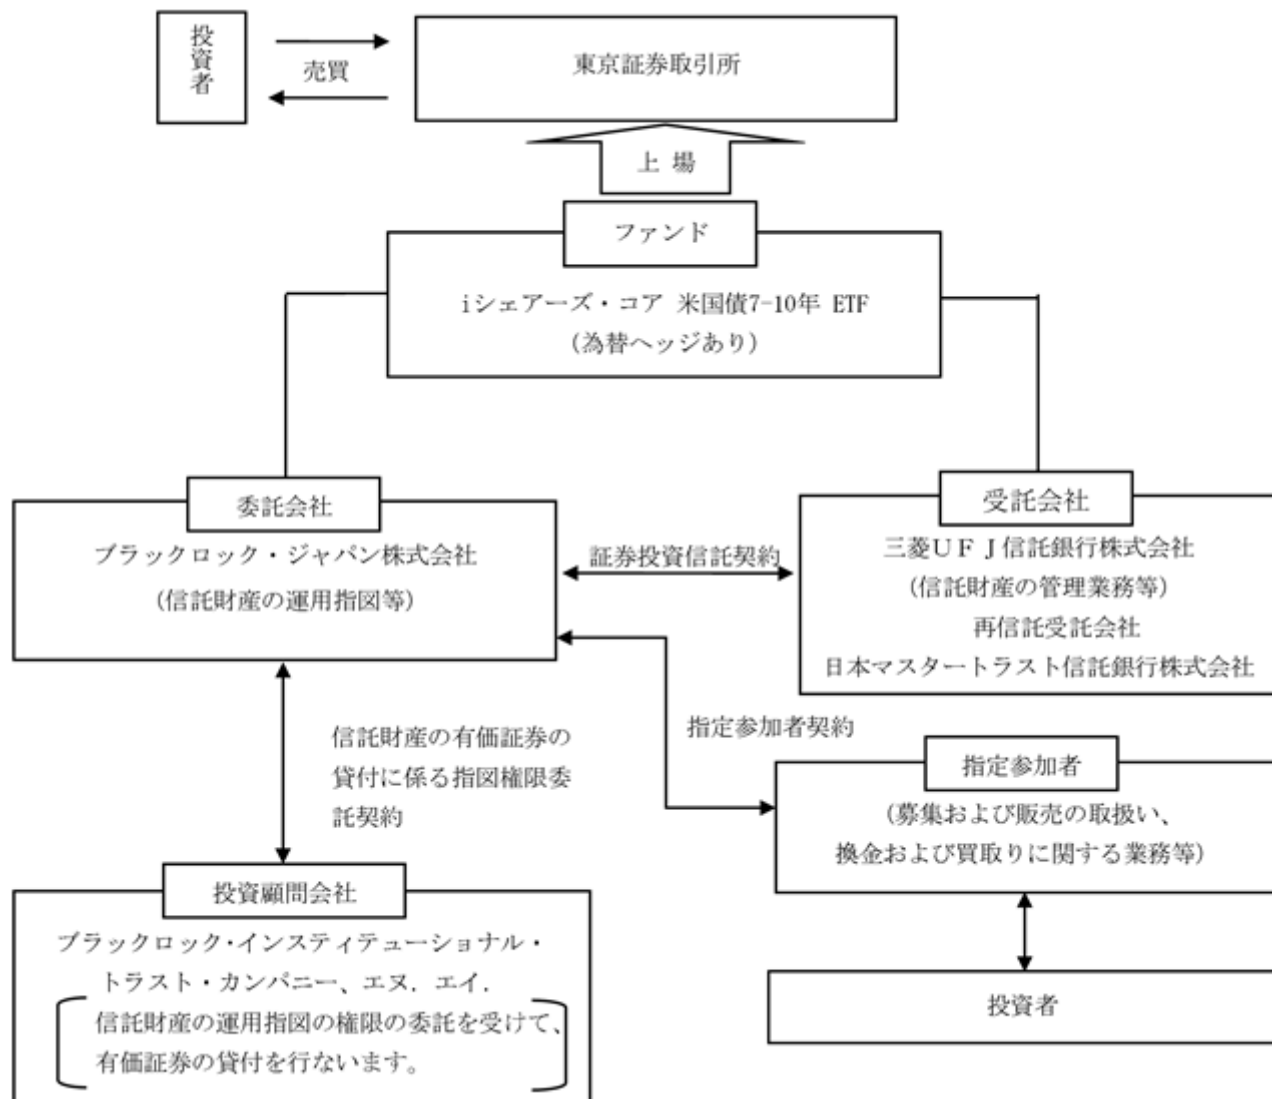 投資者
売買
東京証券取引所
上 場
ファンド
iシェアーズ・コア 米国債7-10年 ETF
(為替ヘッジあり)
委託会社
ブラックロック・ジャパン株式会社
(信託財産の運用指図等)
証券投資信託契約
受託会社
三菱UFJ信託銀行株式会社
(信託財産の管理業務等)
再信託受託会社
日本マスタートラスト信託銀行株式会社
信託財産の有価証券の
貸付に係る指図権限委
託契約
指定参加者契約
指定参加者
(募集および販売の取扱い、
換金および買取りに関する業務等)
投資顧問会社
ブラックロック・インスティテューショナル・
トラスト・カンパニー、エヌ.エイ.
信託財産の運用指図の権限の委託を受けて、
有価証券の貸付を行ないます。
投資者